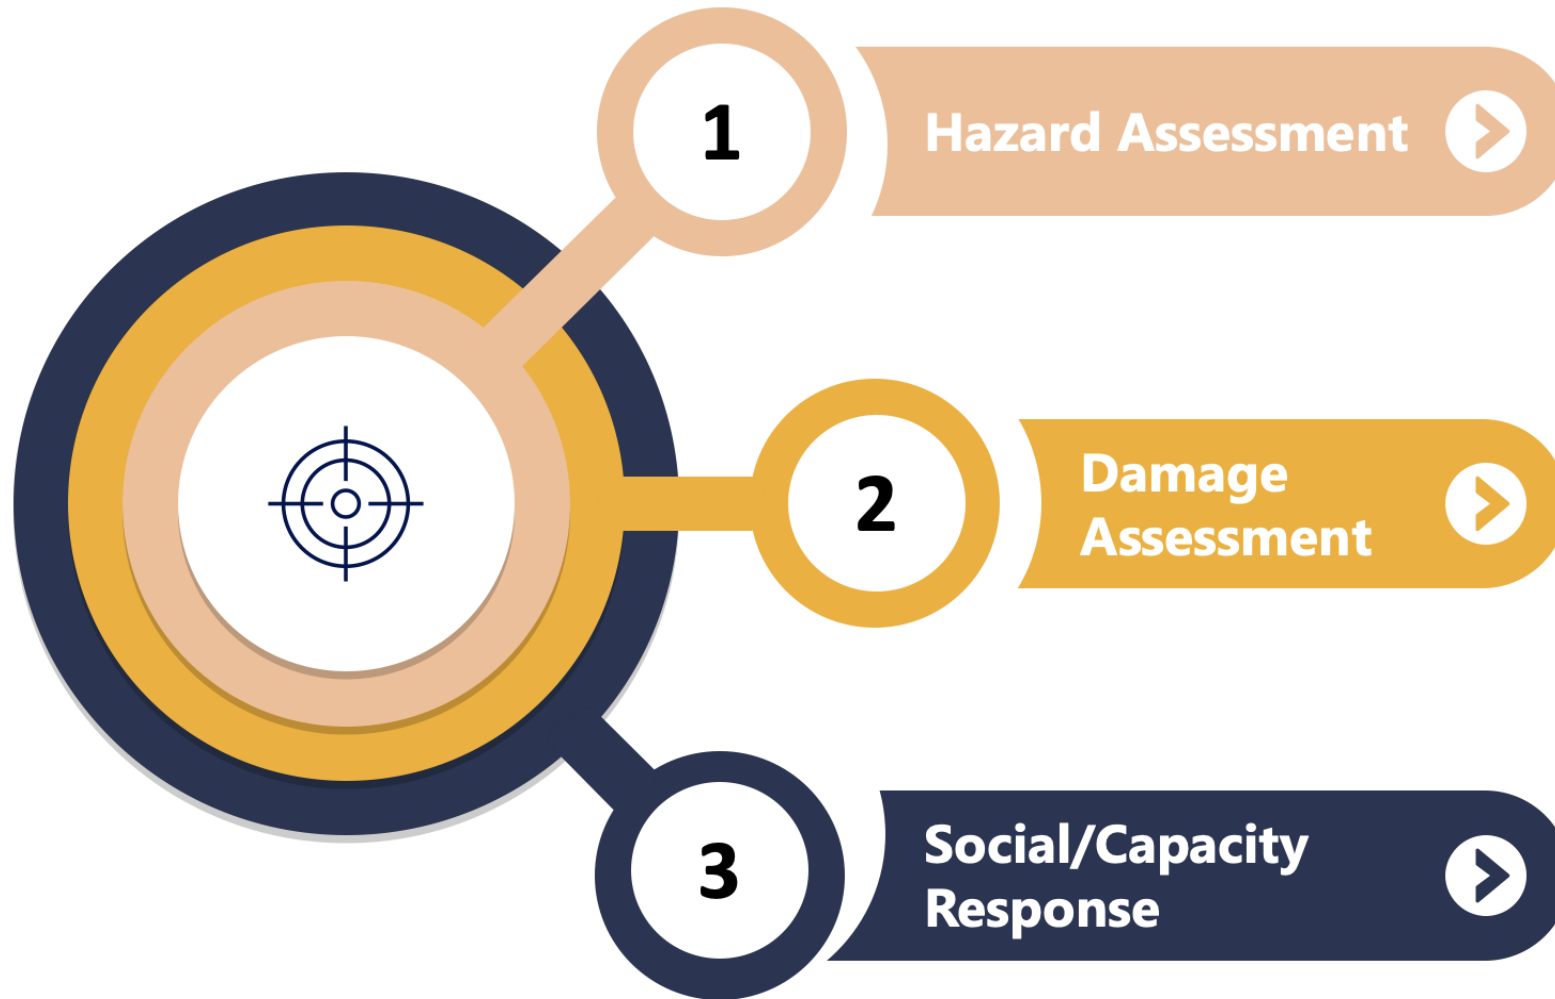 1
Hazard Assessment
2
Damage
Assessment
3
Social/Capacity
Response